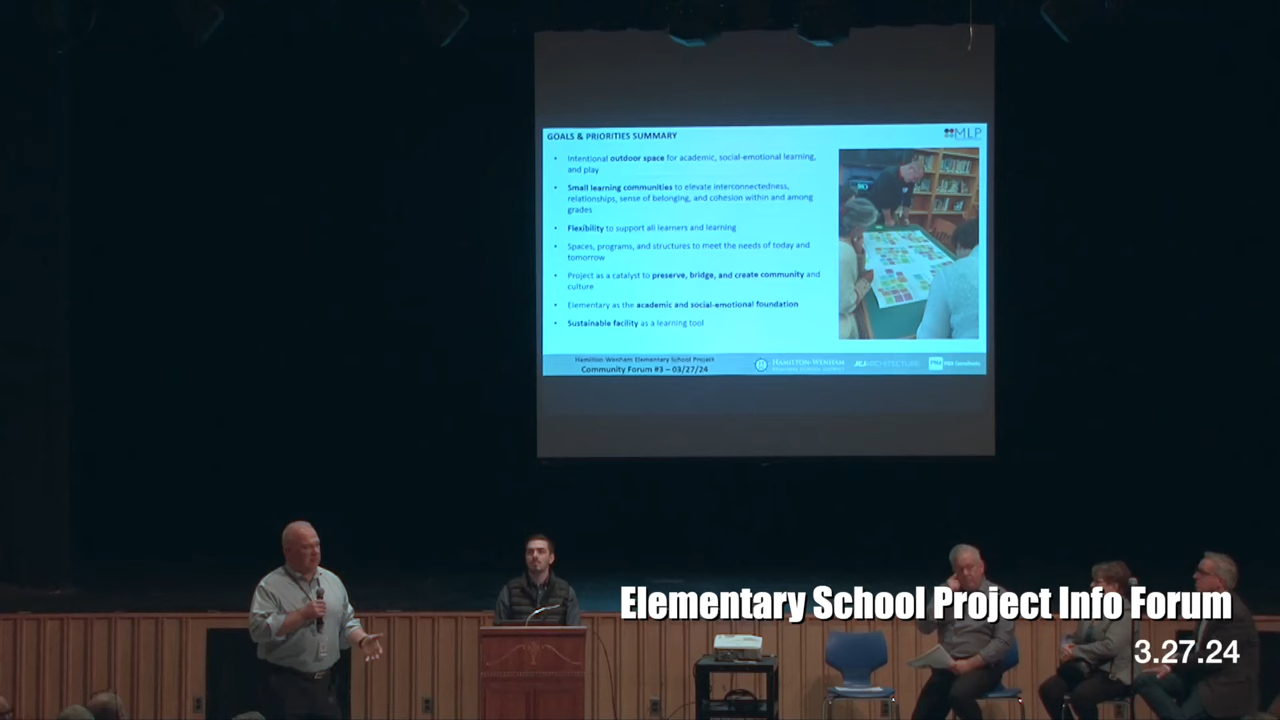 GOALS & PRIORITIES SUMMARY
MLP
• Intentional outdoor space for academic, social-emotional learning,
and play
• Small learning communities to elevate interconnectedness,
relationships, sense of belonging, and cohesion within and among
grades
• Flexibility to support all learners and learning
• Spaces, programs, and structures to meet the needs of today and
tomorrow
• Project as a catalyst to preserve, bridge, and create community and
culture
• Elementary as the academic and social-emotional foundation
• Sustainable facility as a learning tool
Hamilton-Wenham Elementary School Project
Community Forum #3 – 03/27/24
HAMILTON-WENHAM
REGIONAL SCHOOL DISTRICT
ARCHITECTURE
Elementary School Project Info Forum
3.27.24